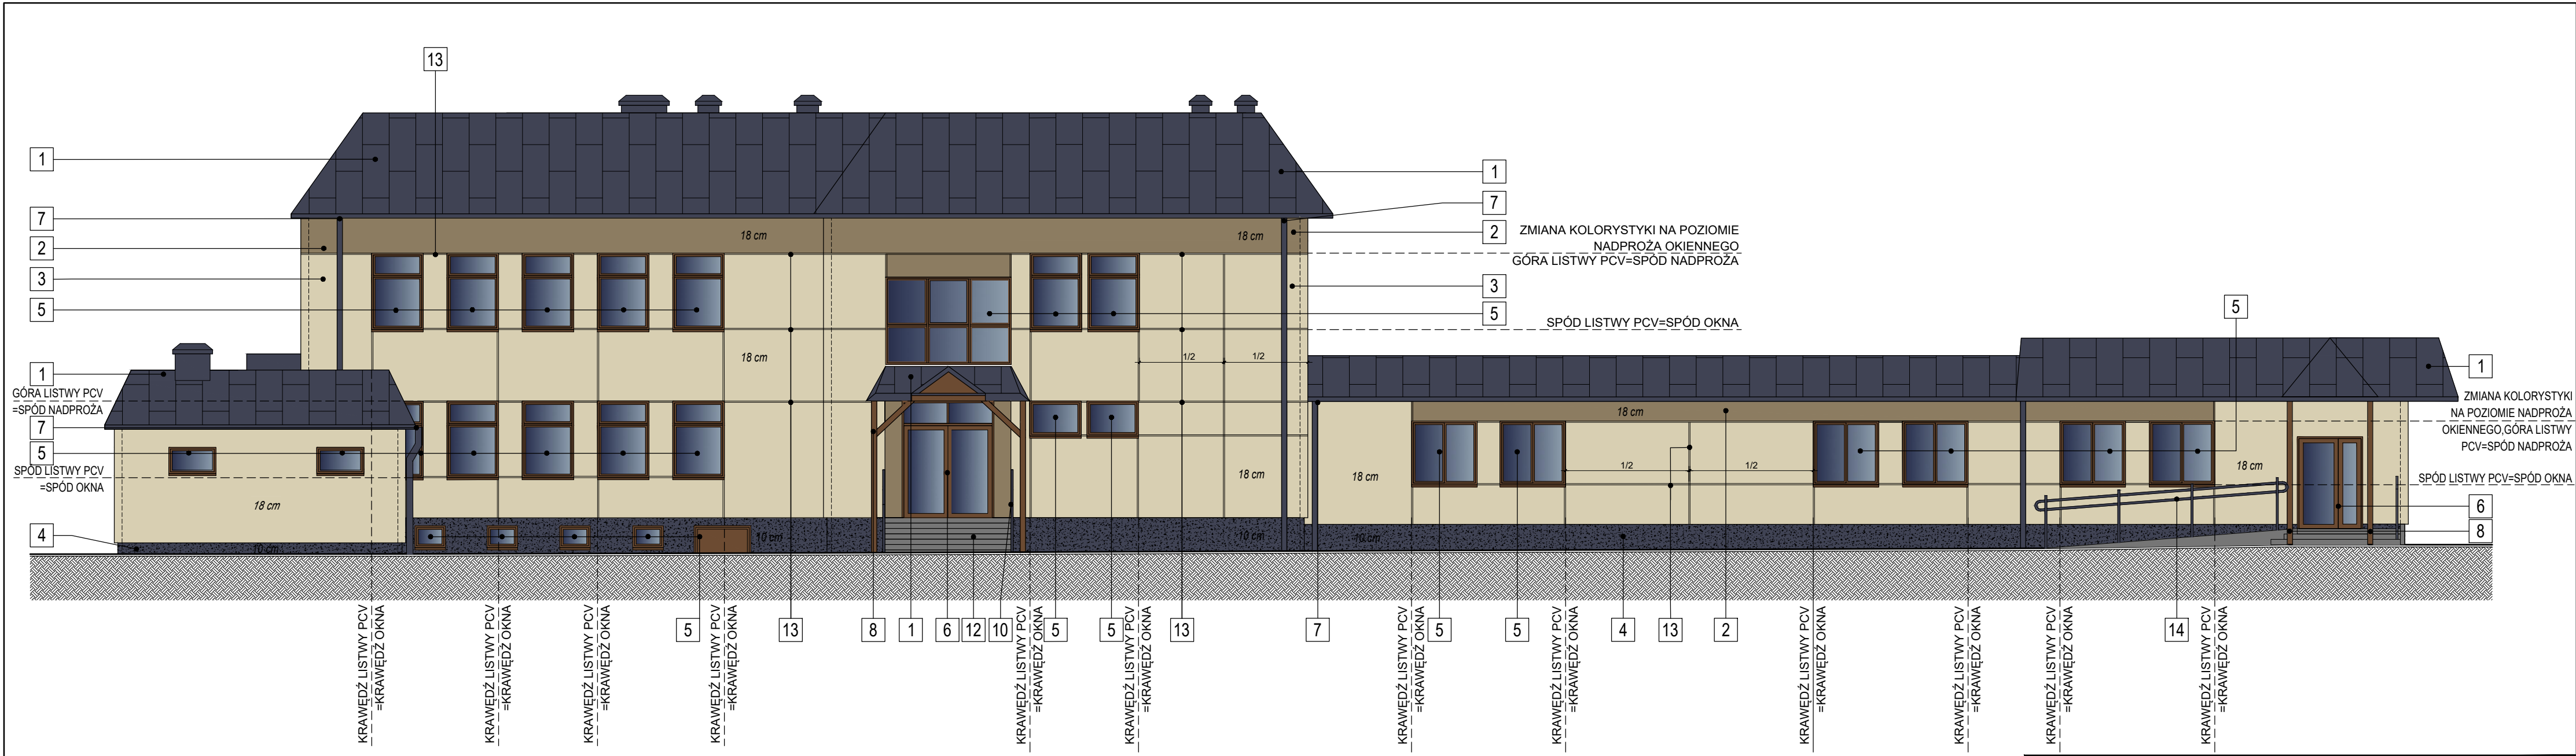 13
1
1
7
7
2
18 cm
18 cm
2
ZMIANA KOLORYSTYKI NA POZIOMIE
NADPROŻA OKIENNEGO
GÓRA LISTWY PCV=SPÓD NADPROŻA
3
3
5
5
5
SPÓD LISTWY PCV=SPÓD OKNA
18 cm
1/2
1/2
1
1
GÓRA LISTWY PCV
=SPÓD NADPROŻA
7
5
SPÓD LISTWY PCV
=SPÓD OKNA
18 cm
4
10 cm
10 cm
18 cm
10 cm
18 cm
18 cm
1/2
1/2
10 cm
18 cm
ZMIANA KOLORYSTYKI
NA POZIOMIE NADPROŻA
OKIENNEGO,GÓRA LISTWY
PCV=SPÓD NADPROŻA
SPÓD LISTWY PCV=SPÓD OKNA
6
8
5
13
8
1
6
12
10
5
5
13
7
5
5
4
13
2
14
KRAWĘDŹ LISTWY PCV
=KRAWĘDŹ OKNA
KRAWĘDŹ LISTWY PCV
=KRAWĘDŹ OKNA
KRAWĘDŹ LISTWY PCV
=KRAWĘDŹ OKNA
KRAWĘDŹ LISTWY PCV
=KRAWĘDŹ OKNA
KRAWĘDŹ LISTWY PCV
=KRAWĘDŹ OKNA
KRAWĘDŹ LISTWY PCV
=KRAWĘDŹ OKNA
KRAWĘDŹ LISTWY PCV
=KRAWĘDŹ OKNA
KRAWĘDŹ LISTWY PCV
=KRAWĘDŹ OKNA
KRAWĘDŹ LISTWY PCV
=KRAWĘDŹ OKNA
KRAWĘDŹ LISTWY PCV
=KRAWĘDŹ OKNA
KRAWĘDŹ LISTWY PCV
=KRAWĘDŹ OKNA
KRAWĘDŹ LISTWY PCV
=KRAWĘDŹ OKNA